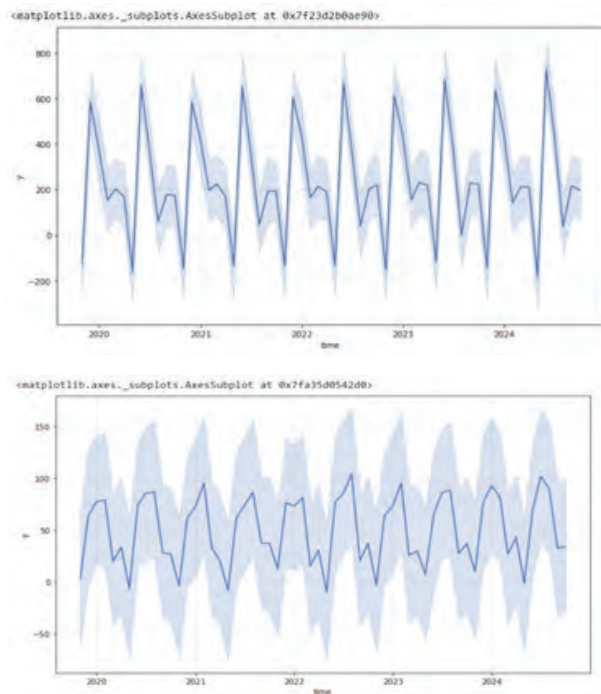 <matplotlib.axes._subplots.AxesSubplot at 0x7f23d2b0ae90>
800
600
400
200
0
−200
y
2020 2021 2022 2023 2024
time
<matplotlib.axes._subplots.AxesSubplot at 0x7fa35d0542d0>
150
100
50
0
−50
y
2020 2021 2022 2023 2024
time